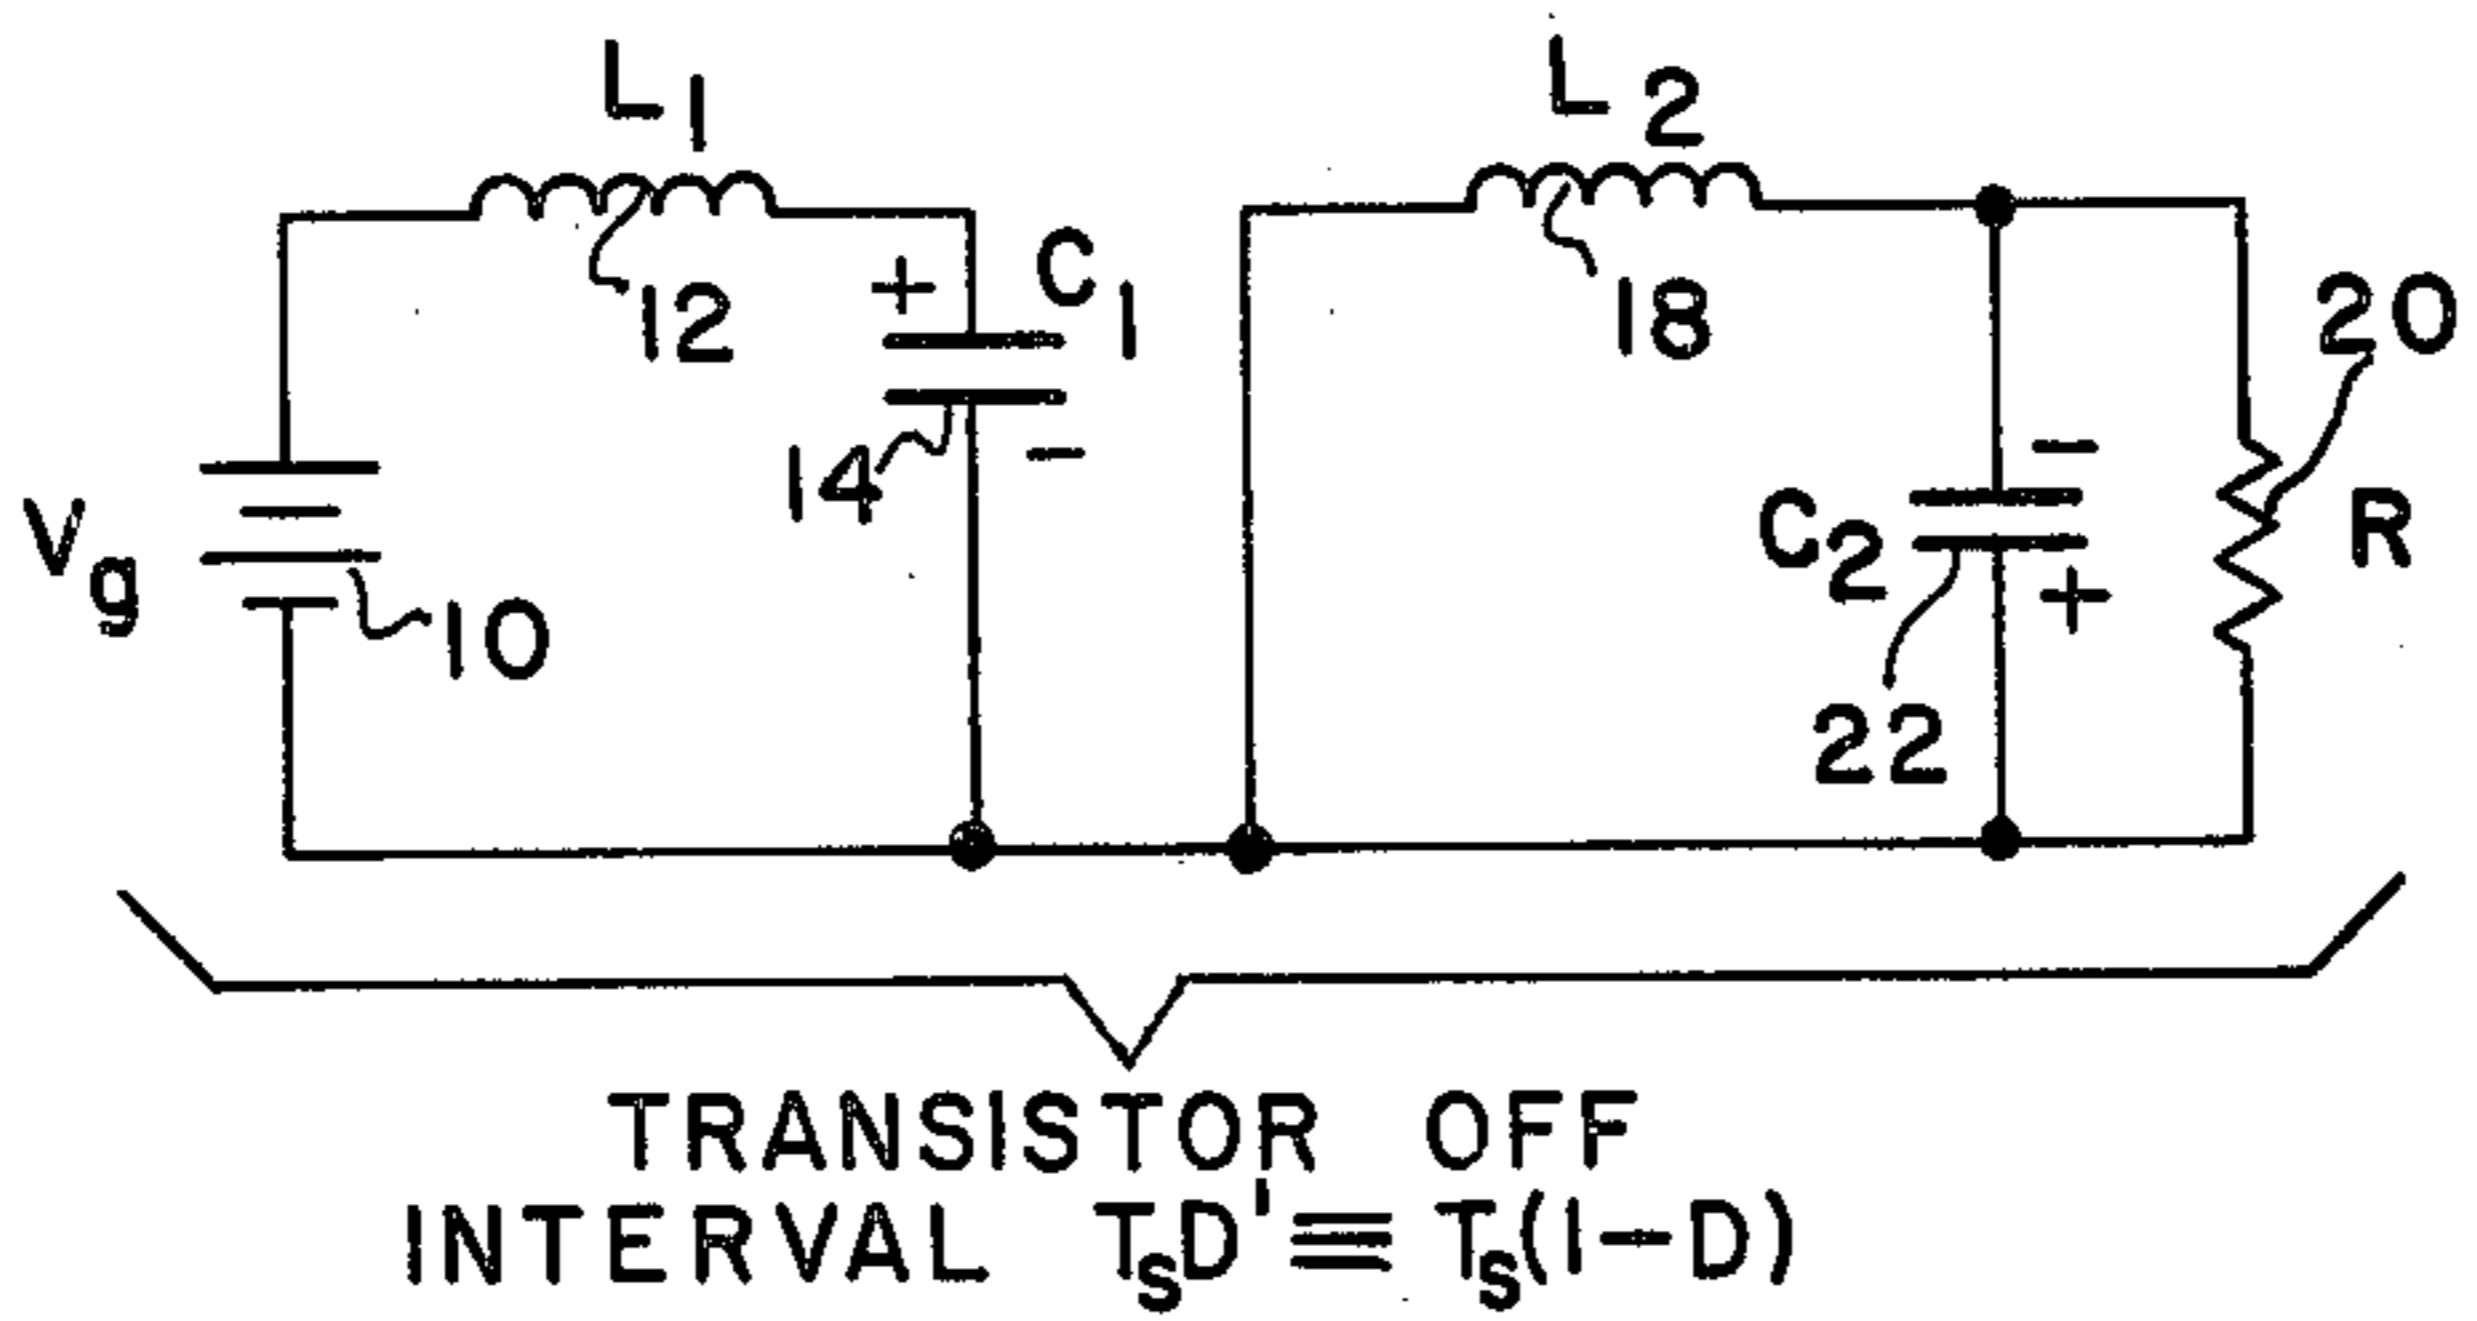 L1
L2
12
C1
+
18
20
14
-
Vg
-
C2
R
+
10
22
TRANSISTOR OFF
INTERVAL TsD'≡Ts(1-D)